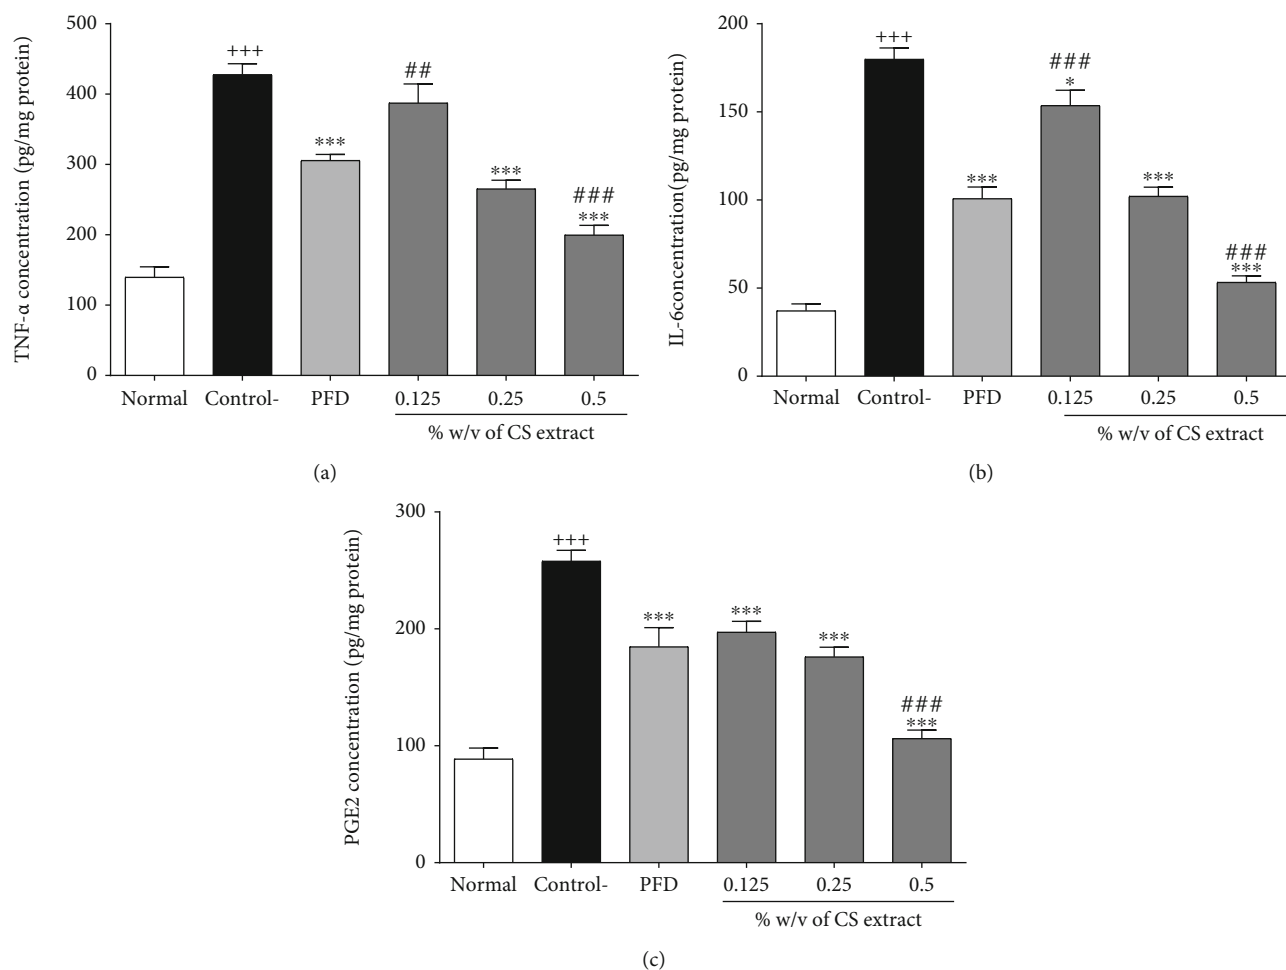 TNF-α concentration (pg/mg protein)
500
400
300
200
100
0
+++
***
##
***
###
***
Normal Control- PFD 0.125 0.25 0.5
% w/v of CS extract
(a)
IL-6concentration(pg/mg protein)
200
150
100
50
0
+++
***
###
*
***
###
***
Normal Control- PFD 0.125 0.25 0.5
% w/v of CS extract
(b)
PGE2 concentration (pg/mg protein)
300
200
100
0
+++
***
***
***
###
***
Normal Control- PFD 0.125 0.25 0.5
% w/v of CS extract
(c)